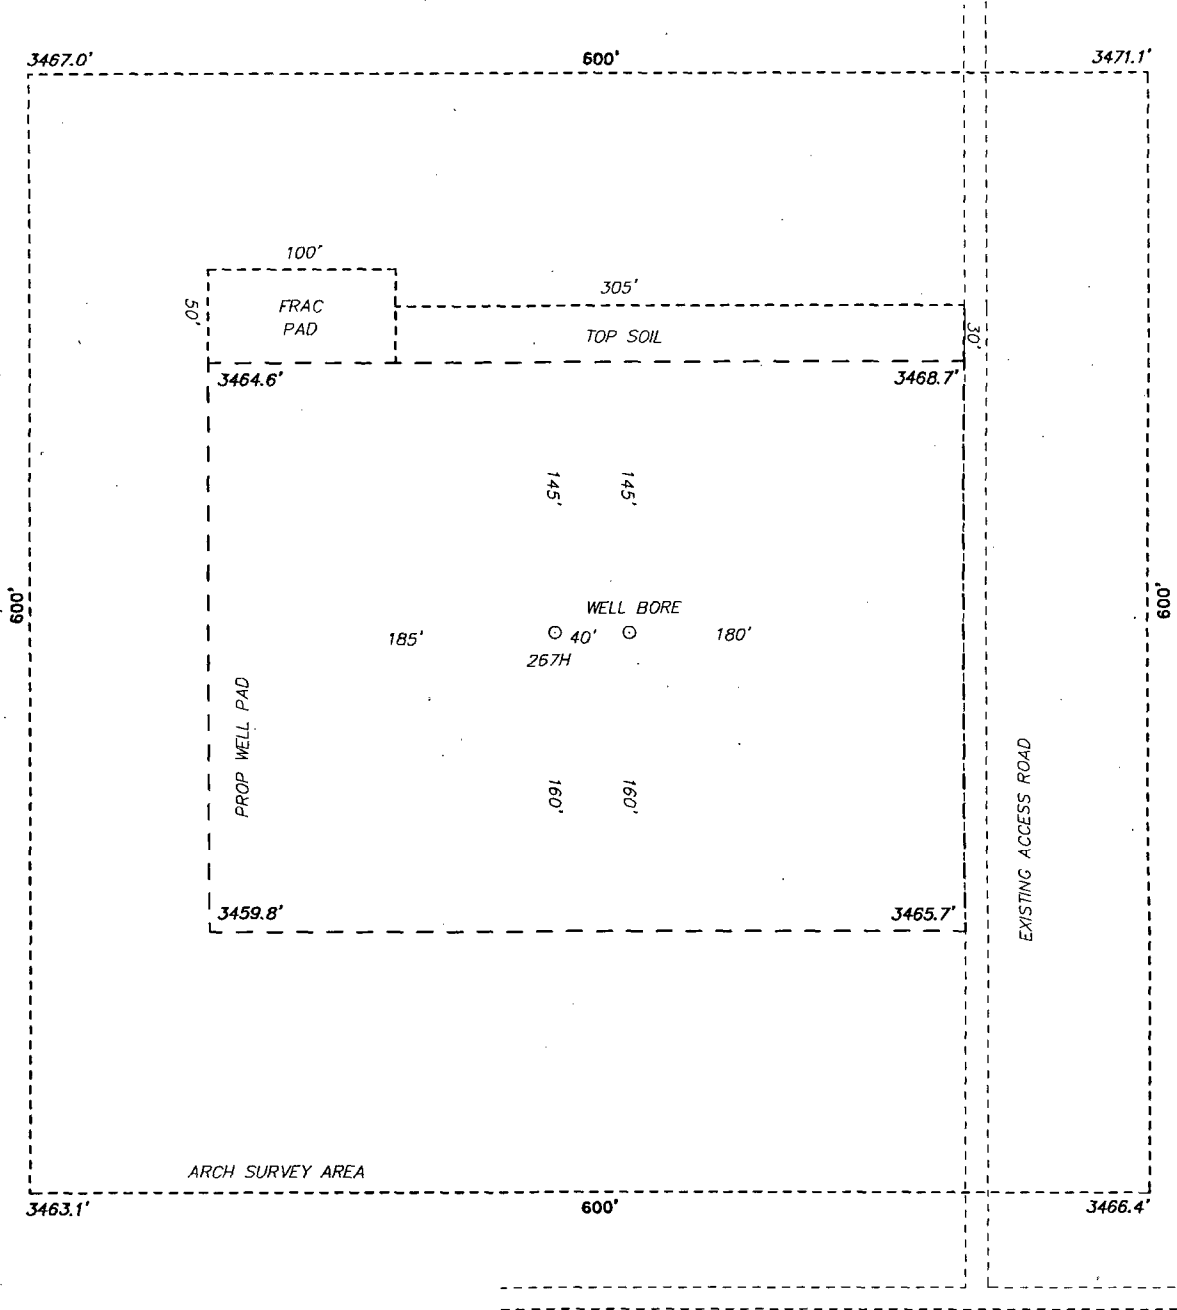 3467.0'
600'
3471.1'
100'
50'
FRAC
PAD
305'
TOP SOIL
30'
3464.6'
3468.7'
145'
145'
600'
WELL BORE
185'
40'
180'
267H
600'
PROP WELL PAD
160'
160'
EXISTING ACCESS ROAD
3459.8'
3465.7'
ARCH SURVEY AREA
3463.1'
600'
3466.4'